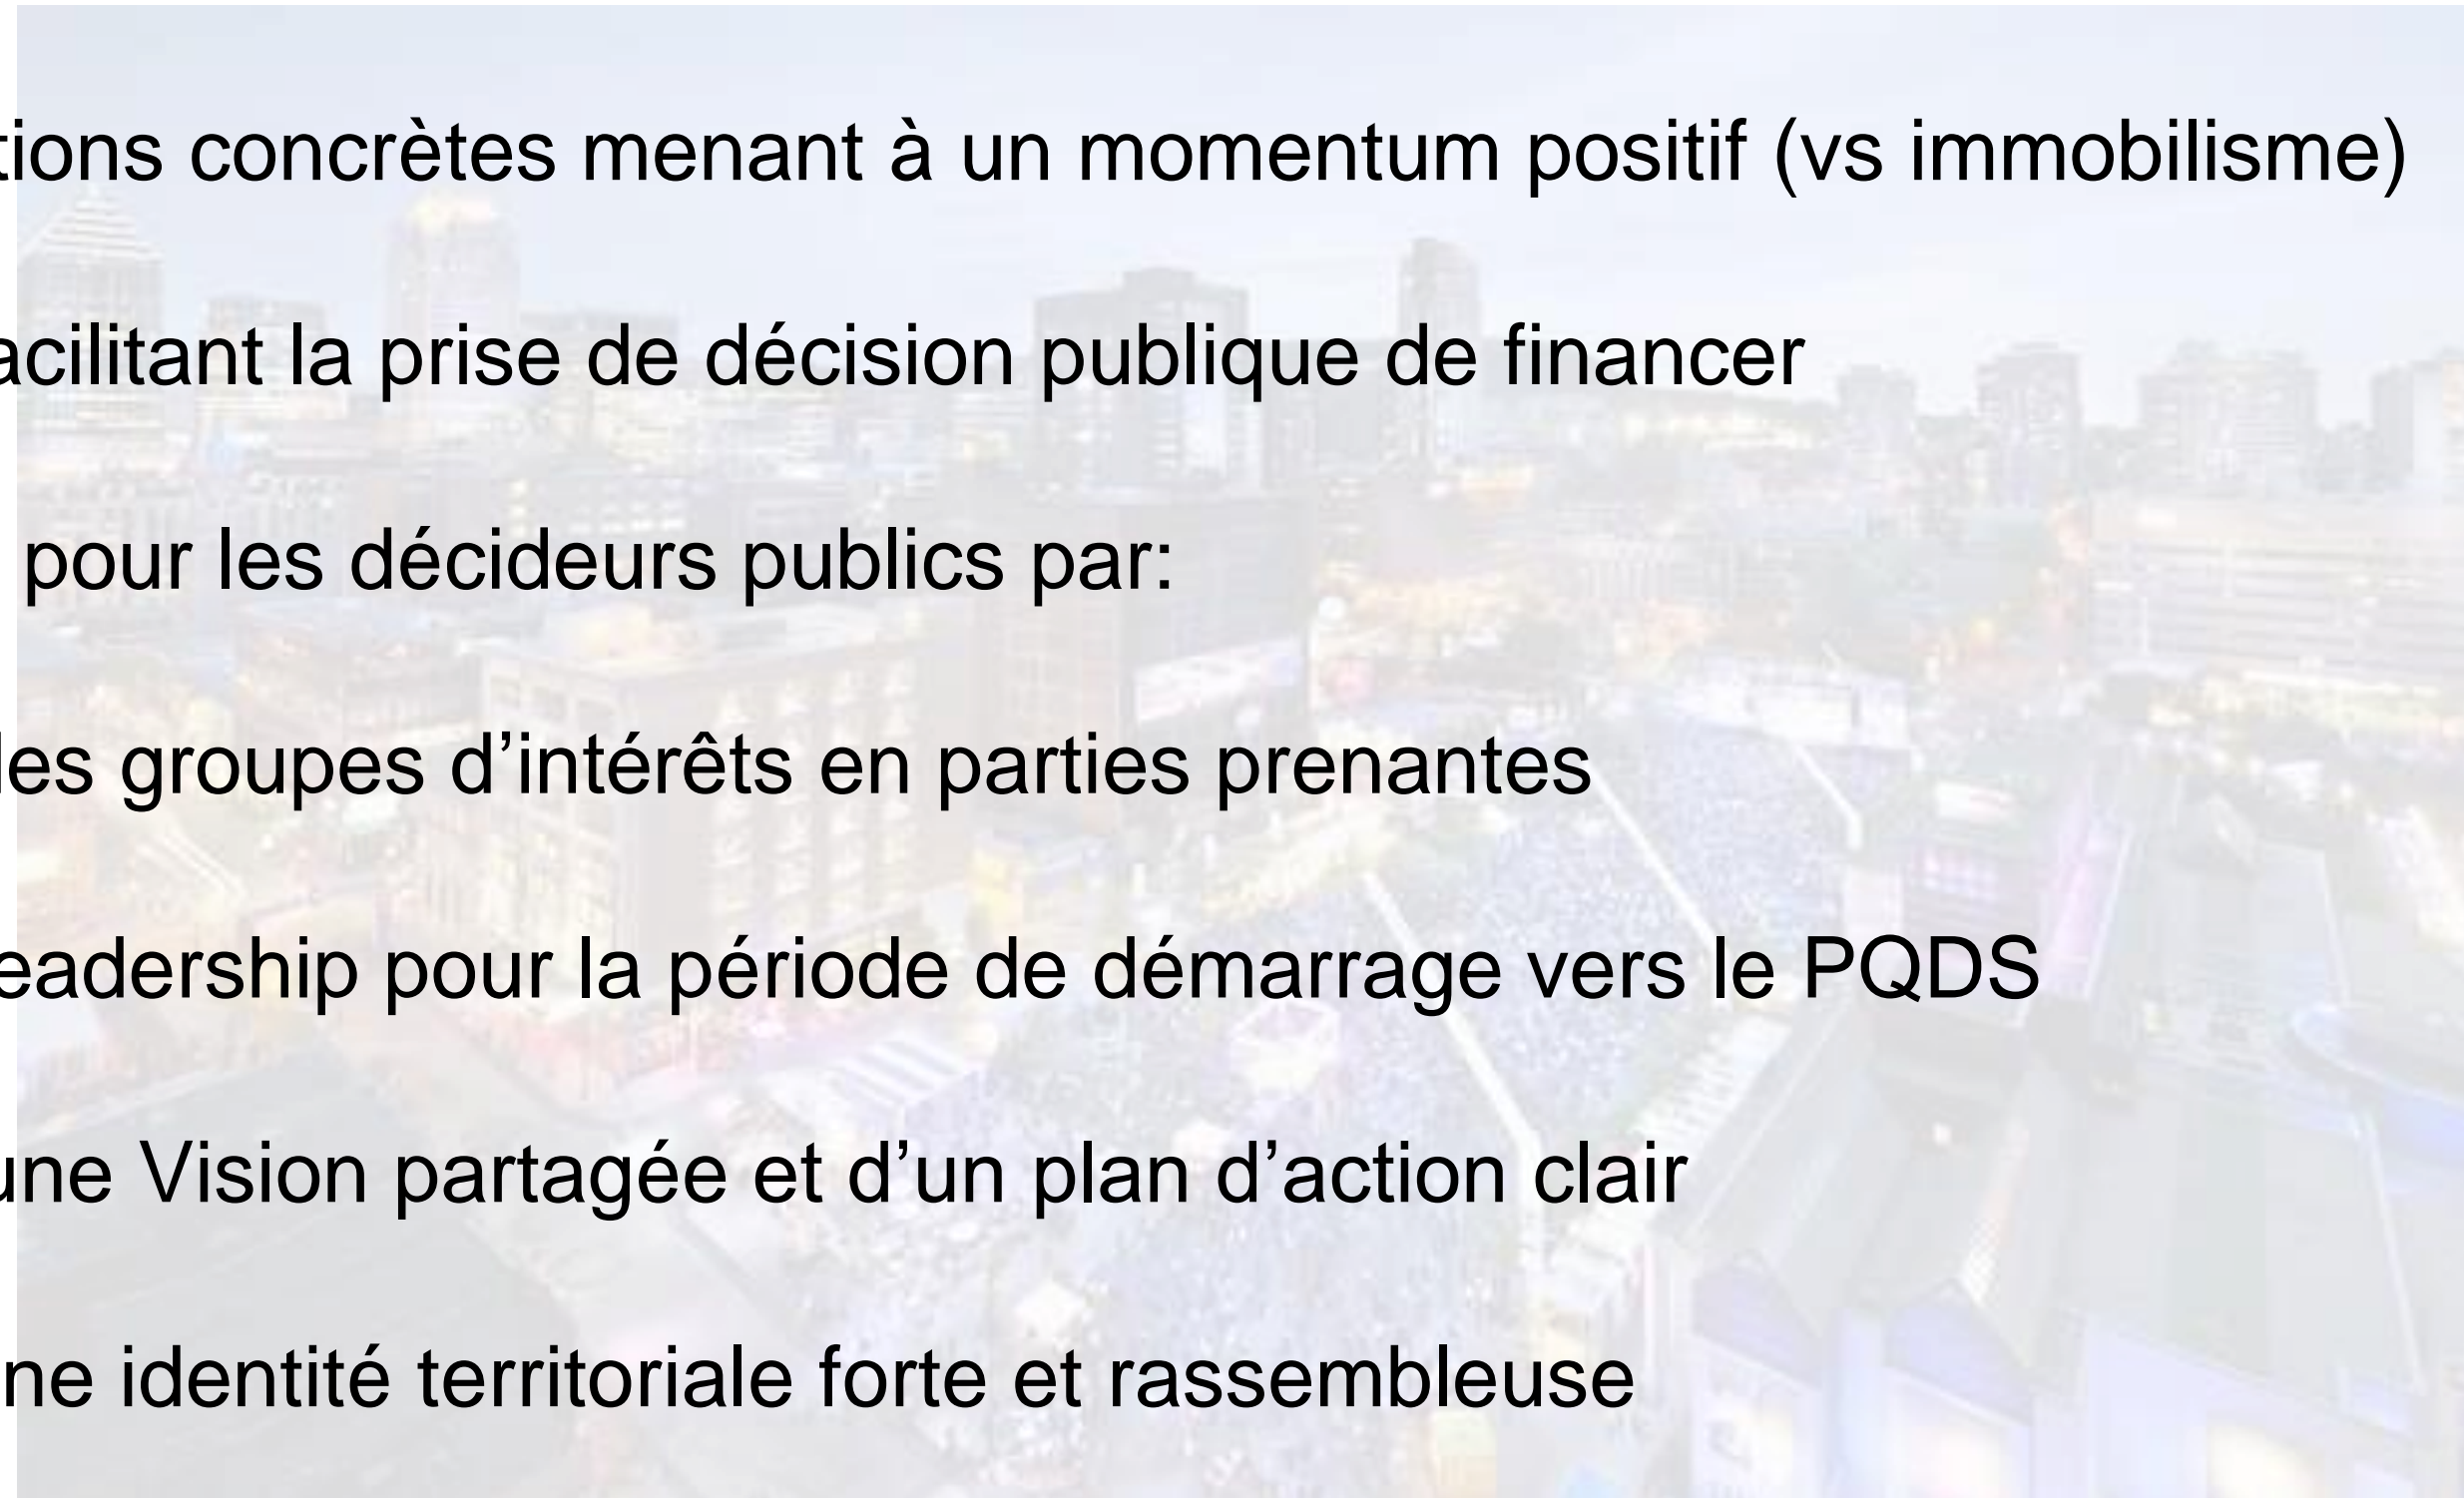 tions concrètes menant à un momentum positif (vs immobilisme)
acilitant la prise de décision publique de financer
pour les décideurs publics par:
les groupes d’intérêts en parties prenantes
eadership pour la période de démarrage vers le PQDS
une Vision partagée et d’un plan d’action clair
ne identité territoriale forte et rassembleuse